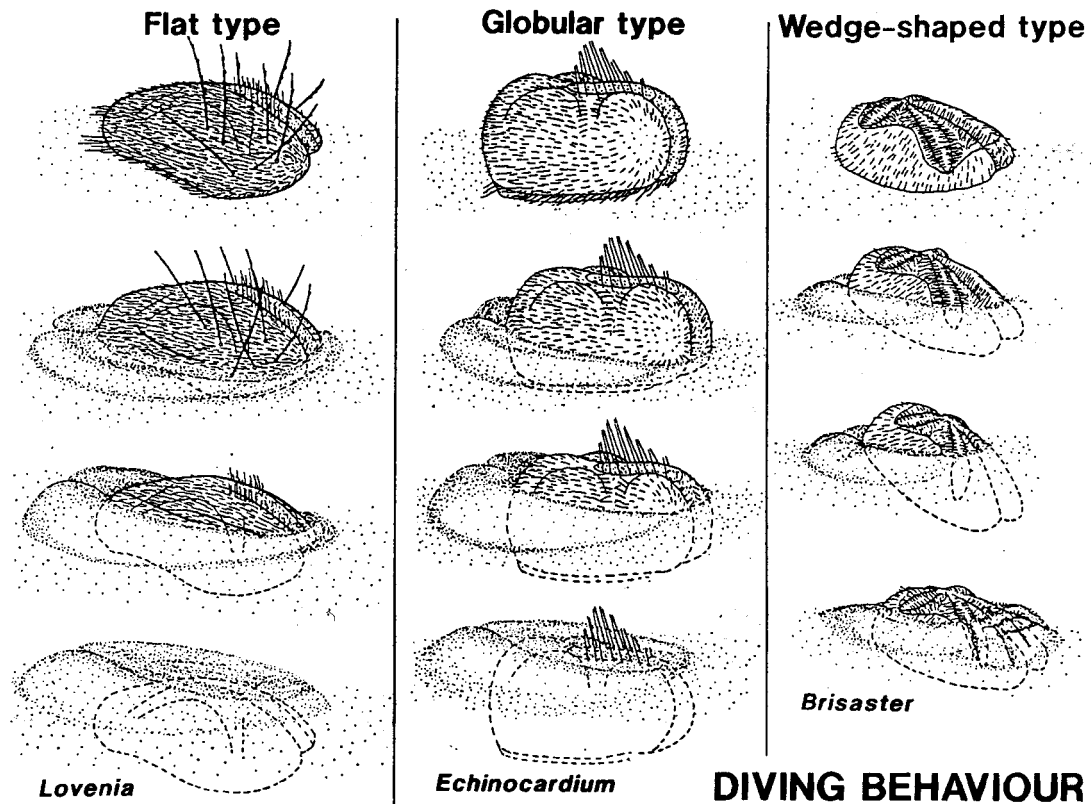 Flat type
Globular type
Wedge-shaped type
Lovenia
Echinocardium
Brisaster
DIVING BEHAVIOUR